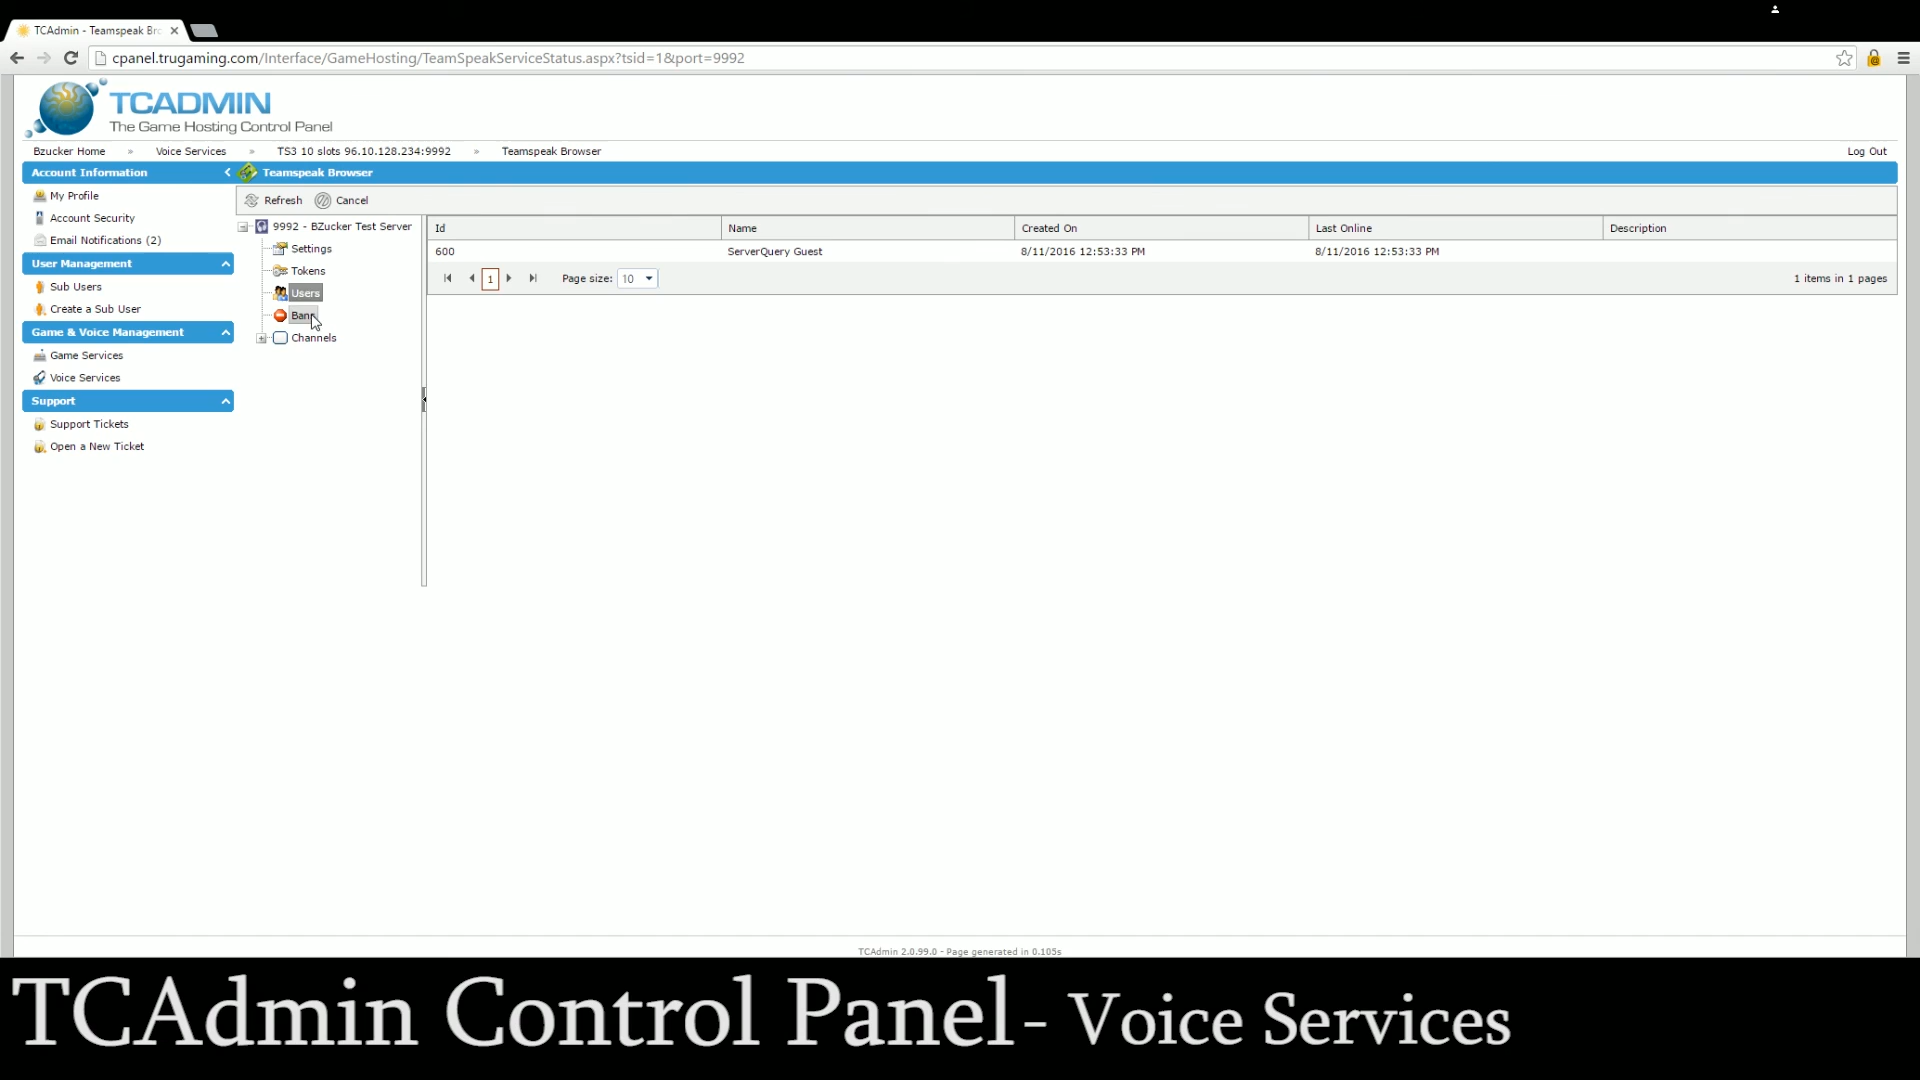 TCAdmin - Teamspeak Br
cpanel.trugaming.com/Interface/GameHosting/TeamSpeakServiceStatus.aspx?tsid=1&port=9992
TCADMIN
The Game Hosting Control Panel
Bzucker Home » Voice Services » TS3 10 slots 96.10.128.234:9992 » Teamspeak Browser Log Out
Account Information
Teamspeak Browser
My Profile
Account Security
Email Notifications (2)
User Management
Sub Users
Create a Sub User
Game & Voice Management
Game Services
Voice Services
Support
Support Tickets
Open a New Ticket
Refresh Cancel
9992 - BZucker Test Server
Settings
Tokens
Users
Bans
Channels
Id Name Created On Last Online Description
600 ServerQuery Guest 8/11/2016 12:53:33 PM 8/11/2016 12:53:33 PM
1 Page size: 10 1 items in 1 pages
TCAdmin 2.0.99.0 - Page generated in 0.105s
TCAdmin Control Panel - Voice Services